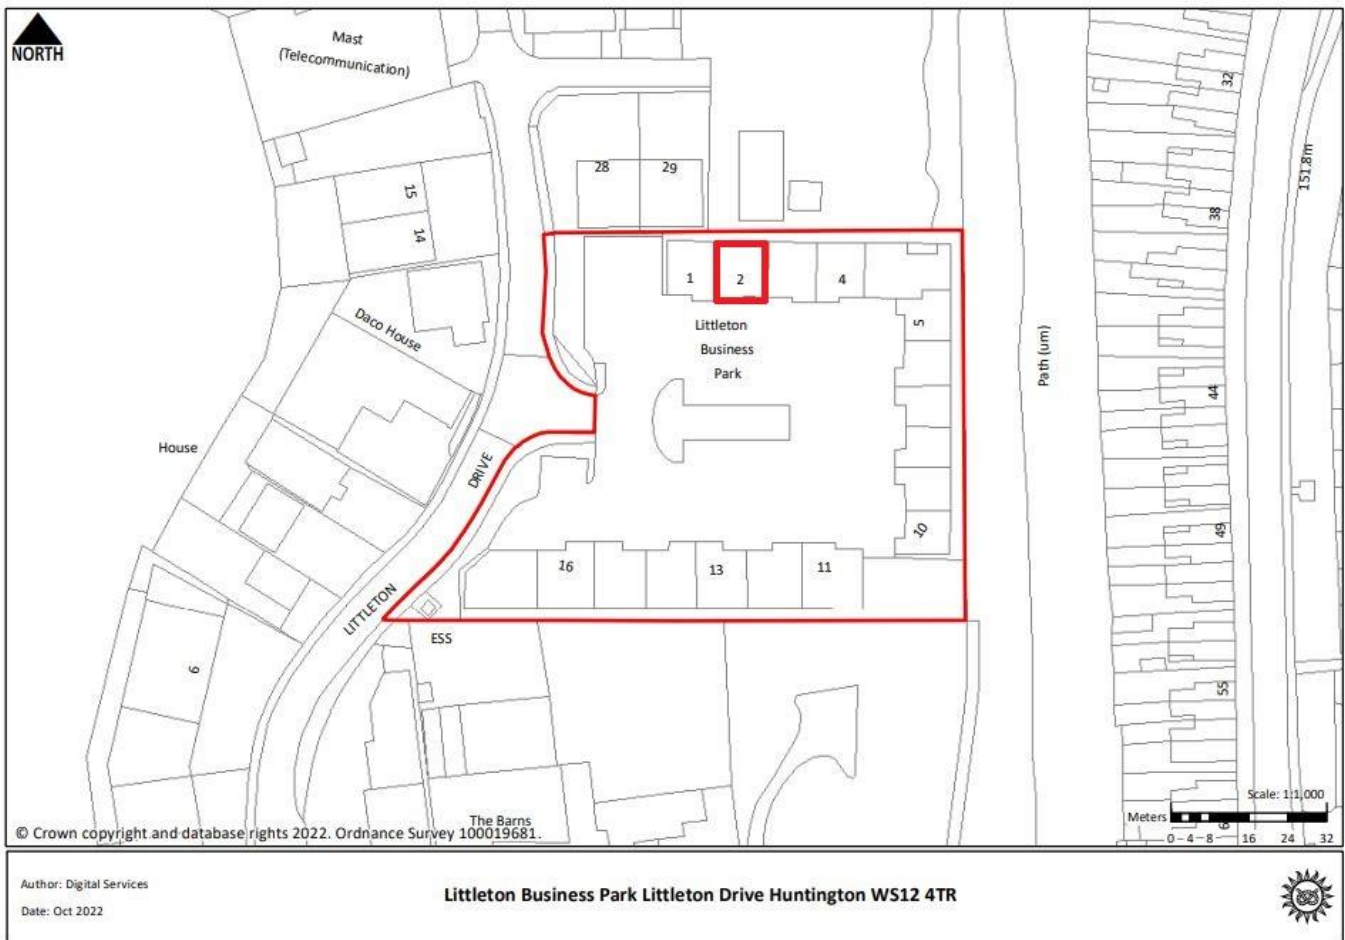 NORTH
Mast
(Telecommunication)
32
151.8m
28
29
15
38
14
1
2
4
Daco House
5
Littleton
Business
Park
Path (um)
44
House
DRIVE
49
10
16
13
11
LITTLETON
ESS
6
55
Scale: 1:1,000
The Barns
Meters
0 4 8 16 24 32
6
© Crown copyright and database rights 2022. Ordnance Survey 100019681.
Author: Digital Services
Date: Oct 2022
Littleton Business Park Littleton Drive Huntington WS12 4TR